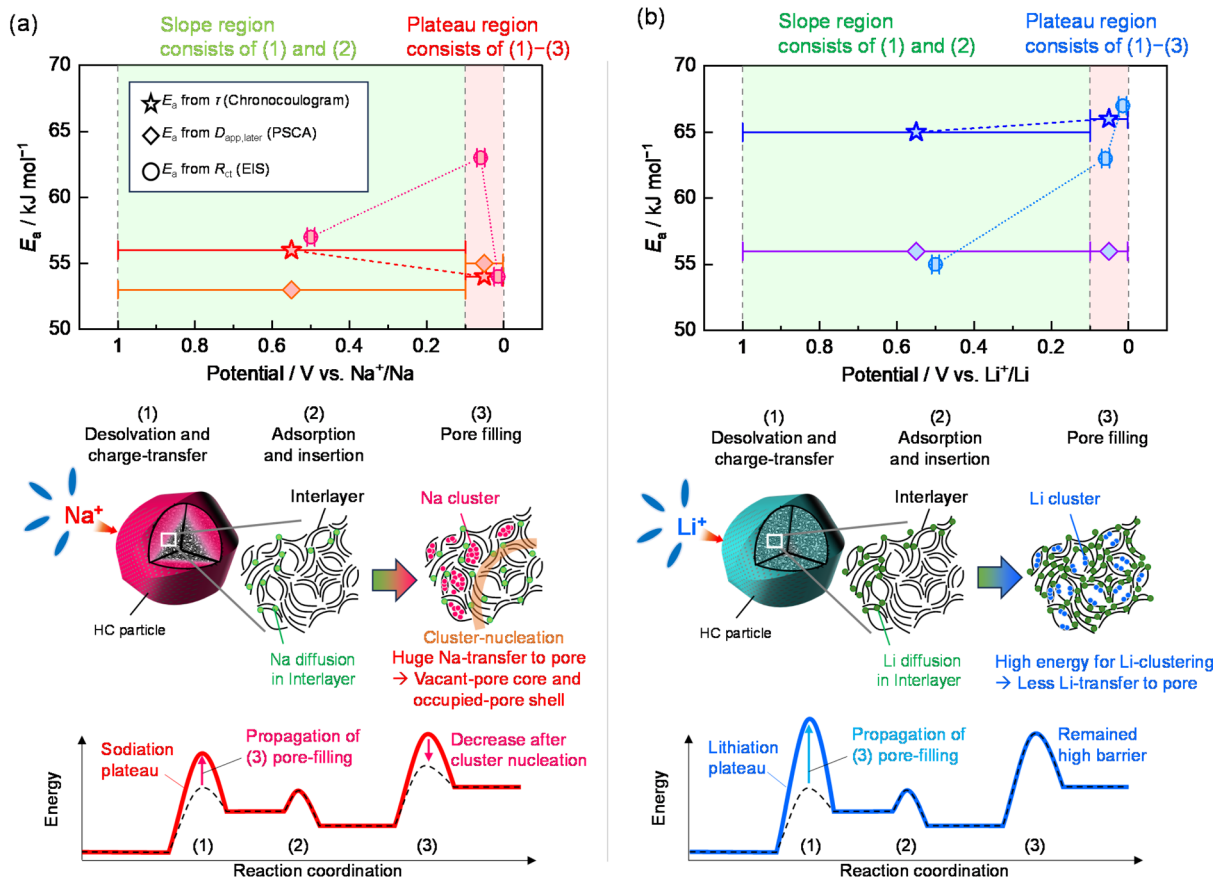 (a)
Slope region
consists of (1) and (2)
Plateau region
consists of (1)–(3)
70
65
60
55
50
Eₐ / kJ mol⁻¹
Eₐ from τ (Chronocoulogram)
Eₐ from D_app,later (PSCA)
Eₐ from R_ct (EIS)
1 0.8 0.6 0.4 0.2 0
Potential / V vs. Na⁺/Na
(1)
Desolvation and
charge-transfer
(2)
Adsorption
and insertion
(3)
Pore filling
Na⁺
Interlayer
Na cluster
HC particle
Na diffusion
in Interlayer
Cluster-nucleation
Huge Na-transfer to pore
→ Vacant-pore core and
occupied-pore shell
Energy
Sodiation
plateau
Propagation of
(3) pore-filling
Decrease after
cluster nucleation
(1) (2) (3)
Reaction coordination
(b)
Slope region
consists of (1) and (2)
Plateau region
consists of (1)–(3)
70
65
60
55
50
Eₐ / kJ mol⁻¹
1 0.8 0.6 0.4 0.2 0
Potential / V vs. Li⁺/Li
(1)
Desolvation and
charge-transfer
(2)
Adsorption
and insertion
(3)
Pore filling
Li⁺
Interlayer
Li cluster
HC particle
Li diffusion
in Interlayer
High energy for Li-clustering
→ Less Li-transfer to pore
Energy
Lithiation
plateau
Propagation of
(3) pore-filling
Remained
high barrier
(1) (2) (3)
Reaction coordination